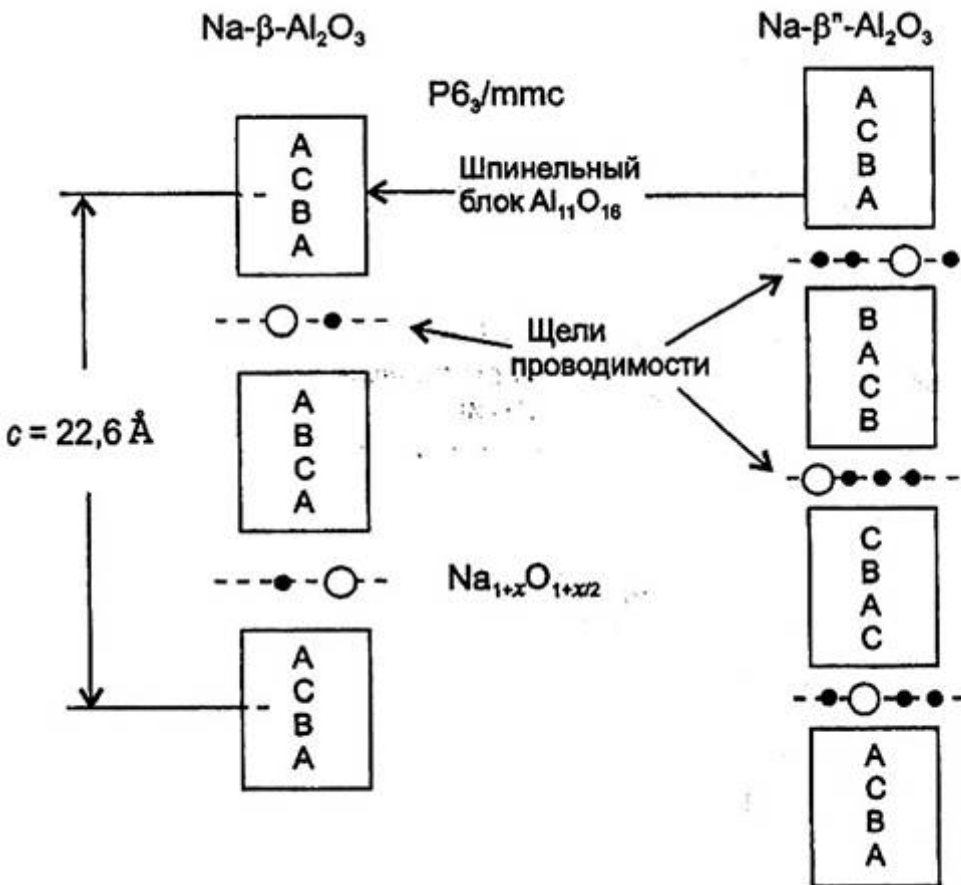 Na-β-Al₂O₃
Na-β"-Al₂O₃
P6₃/mmc
A
C
B
A
Шпинельный
блок Al₁₁O₁₆
A
C
B
A
Щели
проводимости
c = 22,6 Å
A
B
C
A
B
A
C
B
Na₁₊ₓO₁₊ₓ/₂
C
B
A
C
A
C
B
A
A
C
B
A